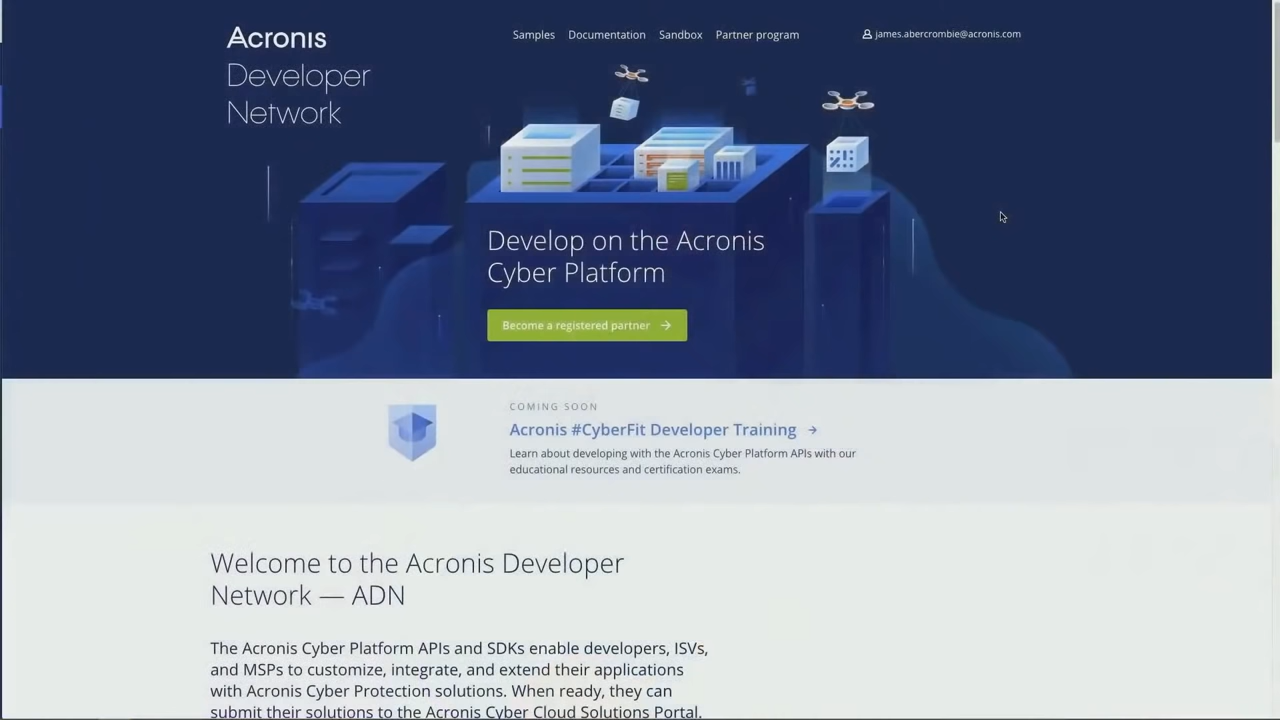 Acronis
Developer
Network
Samples Documentation Sandbox Partner program
james.abercrombie@acronis.com
Develop on the Acronis
Cyber Platform
Become a registered partner
COMING SOON
Acronis #CyberFit Developer Training
Learn about developing with the Acronis Cyber Platform APIs with our
educational resources and certification exams.
Welcome to the Acronis Developer
Network — ADN
The Acronis Cyber Platform APIs and SDKs enable developers, ISVs,
and MSPs to customize, integrate, and extend their applications
with Acronis Cyber Protection solutions. When ready, they can
submit their solutions to the Acronis Cyber Cloud Solutions Portal.